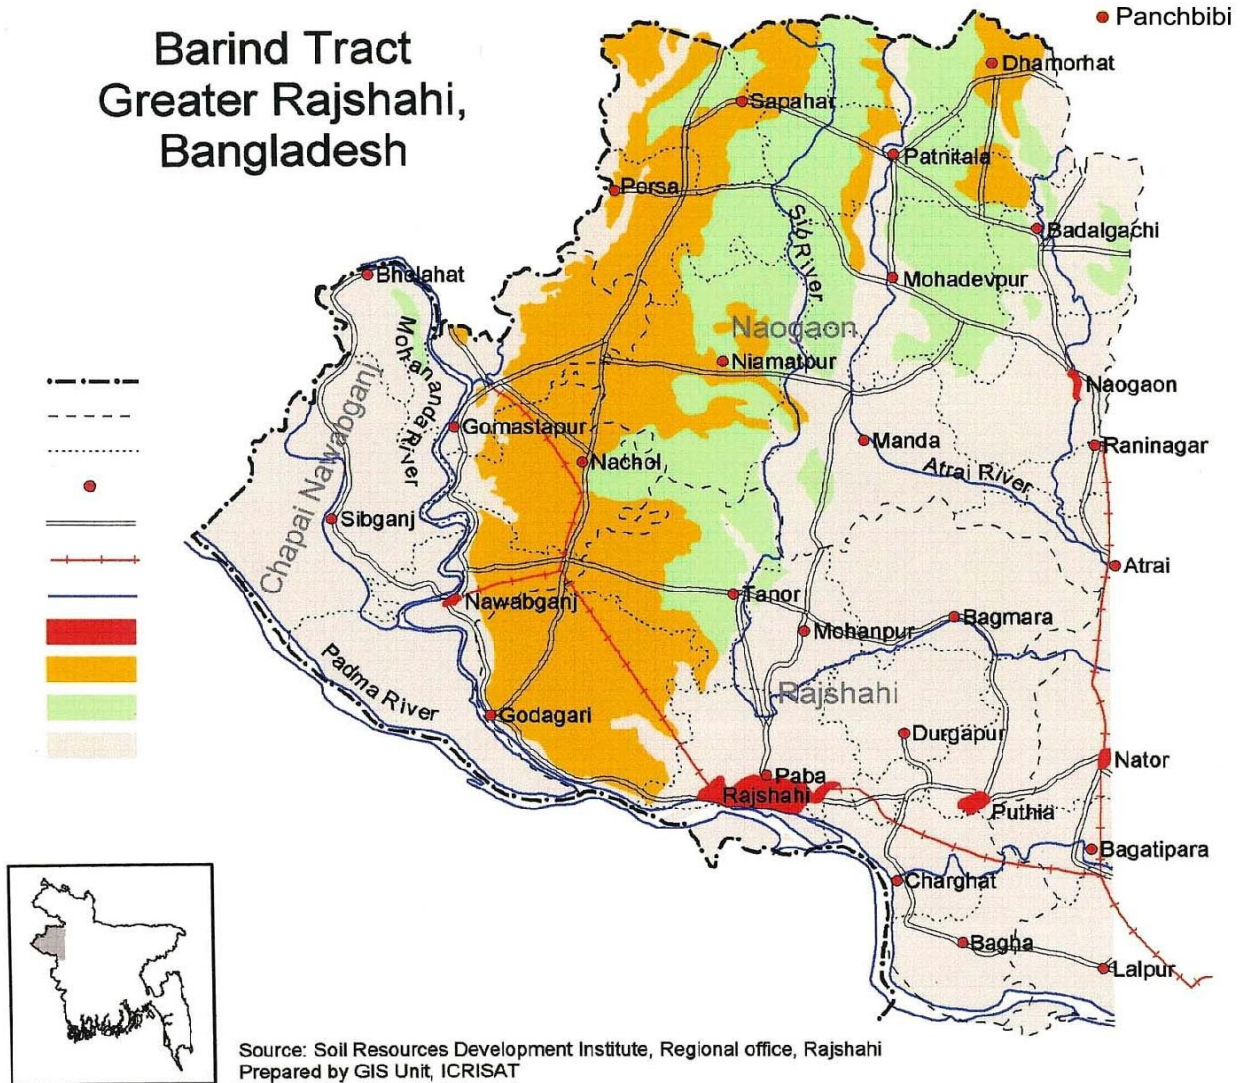 Barind Tract
Greater Rajshahi,
Bangladesh
Panchbibi
Dhamorhat
Sapahar
Patnitala
Porsa
Badalgachi
Sib River
Bholahat
Mohadevpur
Naogaon
Niamatpur
Mohananda River
Chapai Nawabganj
Naogaon
Gomastapur
Manda
Raninagar
Nachol
Atrai River
Sibganj
Atrai
Nawabganj
Tanor
Bagmara
Mohanpur
Padma River
Rajshahi
Godagari
Durgapur
Nator
Paba
Rajshahi
Puthia
Bagatipara
Charghat
Bagha
Lalpur
Source: Soil Resources Development Institute, Regional office, Rajshahi
Prepared by GIS Unit, ICRISAT